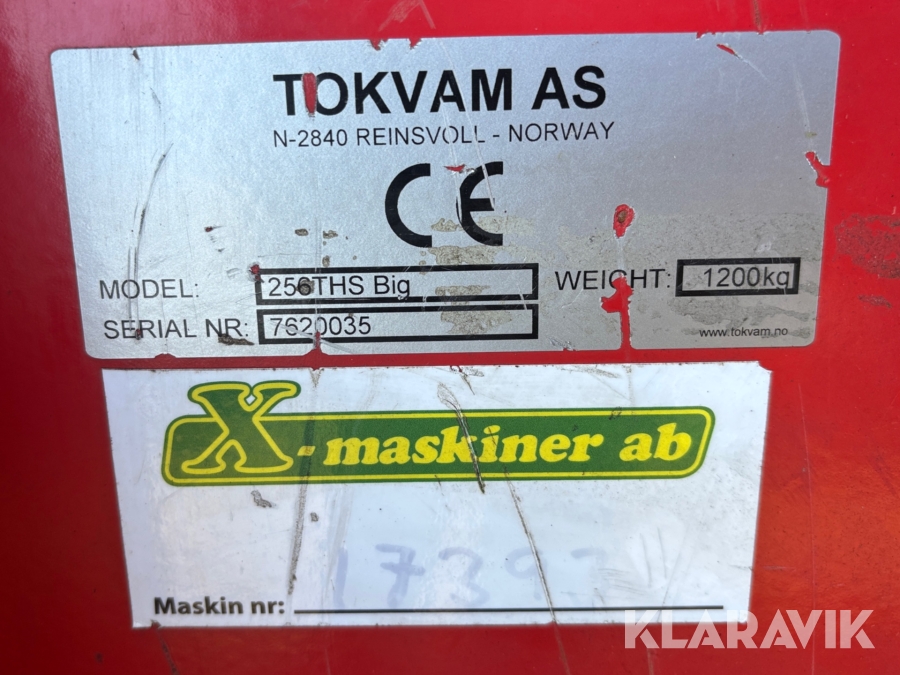 TOKVAM AS
N-2840 REINSVOLL - NORWAY
CE
MODEL: 256THS Big WEIGHT: 1200kg
SERIAL NR: 7620035
www.tokvam.no
X-maskiner ab
Maskin nr:
KLARAVIK